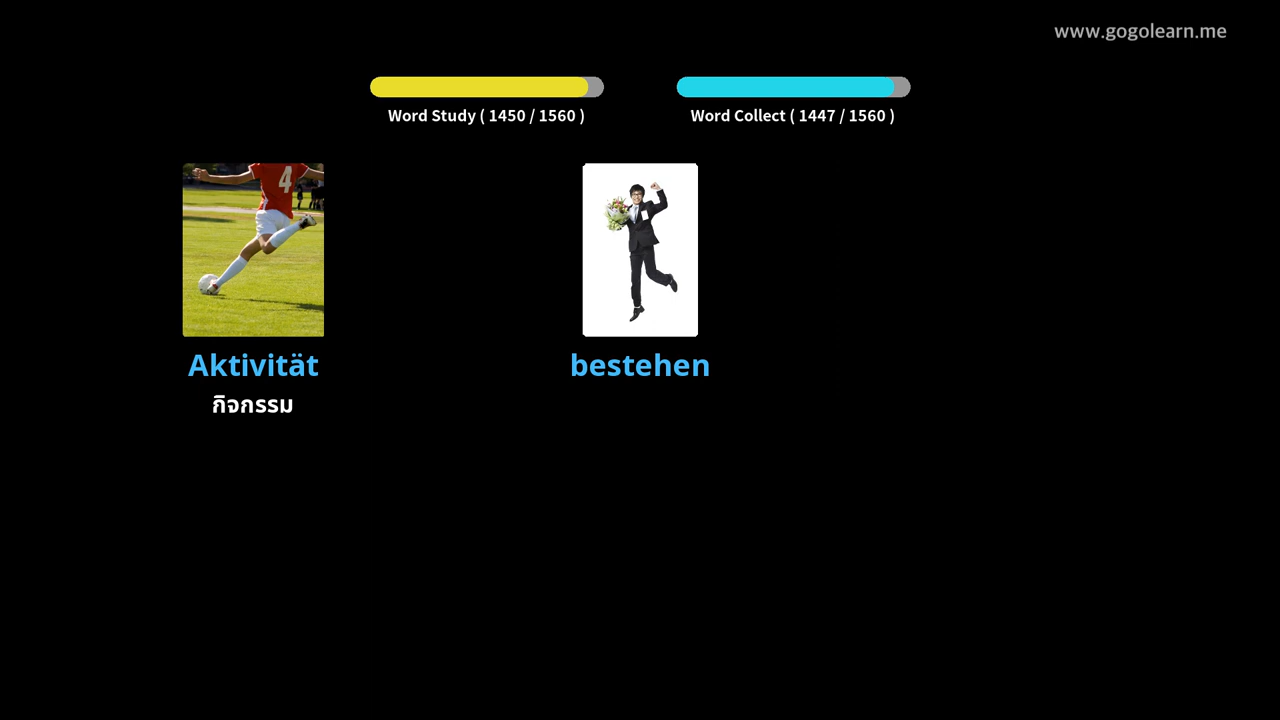 www.gogolearn.me
Word Study ( 1450 / 1560 )
Word Collect ( 1447 / 1560 )
4
Aktivität
กิจกรรม
bestehen